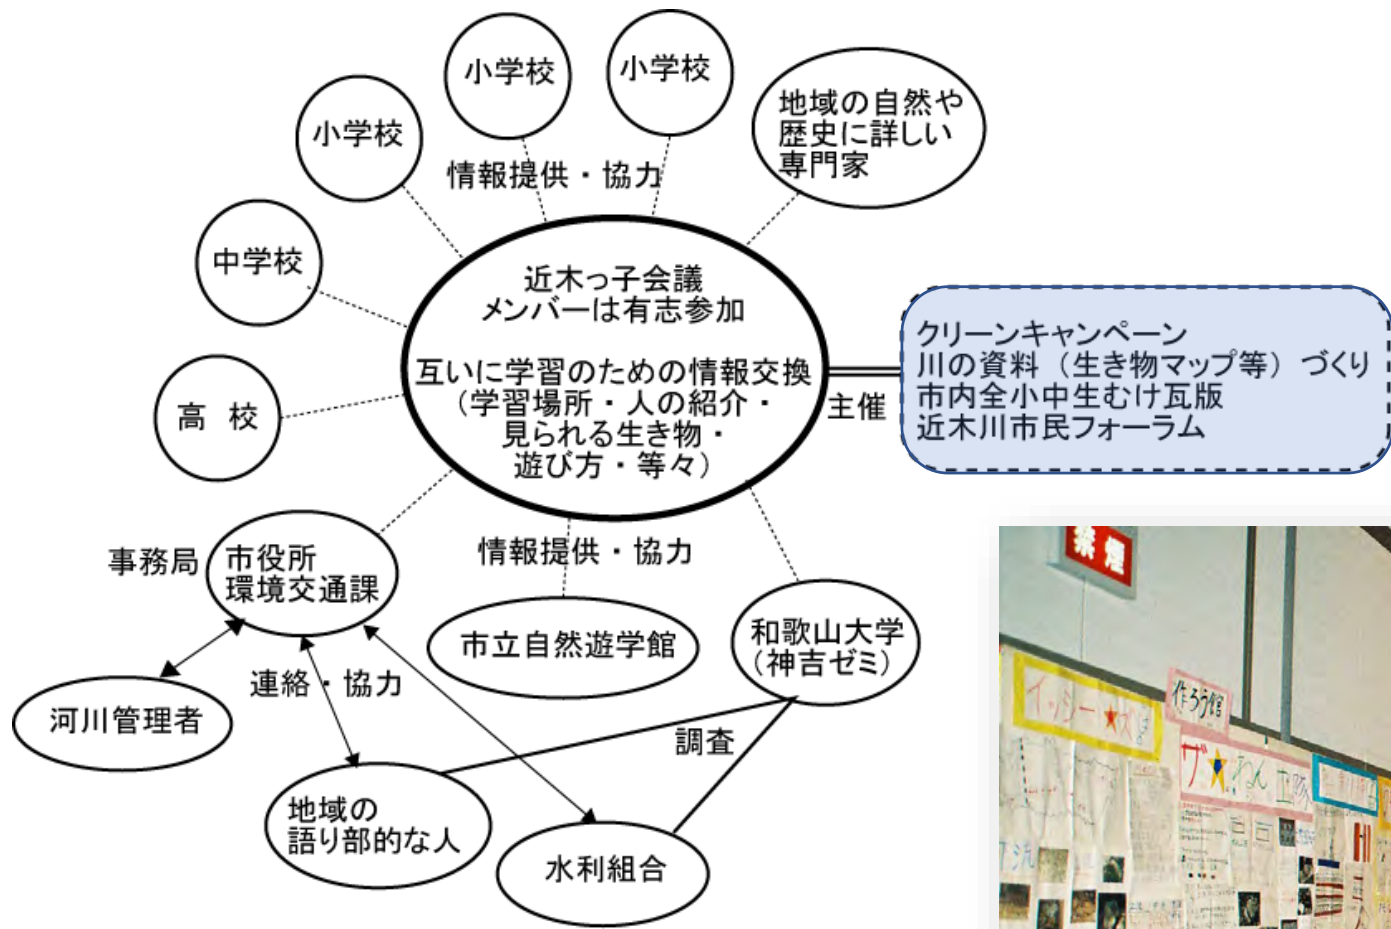 小学校
小学校
小学校
地域の自然や
歴史に詳しい
専門家
情報提供・協力
中学校
高 校
近木っ子会議
メンバーは有志参加
互いに学習のための情報交換
（学習場所・人の紹介・
見られる生き物・
遊び方・等々）
主催
クリーンキャンペーン
川の資料（生き物マップ等）づくり
市内全小中生むけ瓦版
近木川市民フォーラム
事務局
市役所
環境交通課
情報提供・協力
市立自然遊学館
和歌山大学
（神吉ゼミ）
連絡・協力
河川管理者
調査
地域の
語り部的な人
水利組合
禁煙
イッシー★ズ
作ろう館
ザ★わん